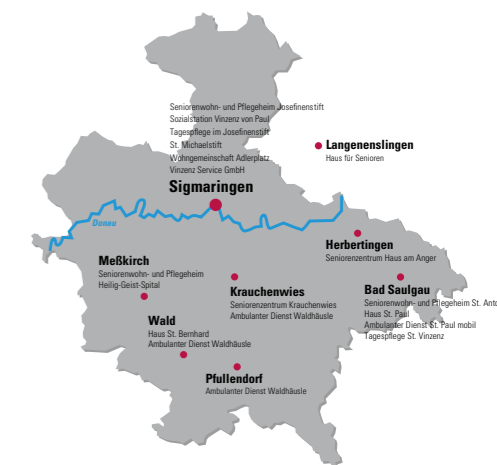 Seniorenwohn- und Pflegeheim Josefinenstift
Sozialstation Vinzenz von Paul
Tagespflege im Josefinenstift
St. Michaelstift
Wohngemeinschaft Adlerplatz
Vinzenz Service GmbH
Sigmaringen
Langenenslingen
Haus für Senioren
Donau
Herbertingen
Seniorenzentrum Haus am Anger
Meßkirch
Seniorenwohn- und Pflegeheim
Heilig-Geist-Spital
Krauchenwies
Seniorenzentrum Krauchenwies
Ambulanter Dienst Waldhäusle
Bad Saulgau
Seniorenwohn- und Pflegeheim St. Anto
Haus St. Paul
Ambulanter Dienst St. Paul mobil
Tagespflege St. Vinzenz
Wald
Haus St. Bernhard
Ambulanter Dienst Waldhäusle
Pfullendorf
Ambulanter Dienst Waldhäusle